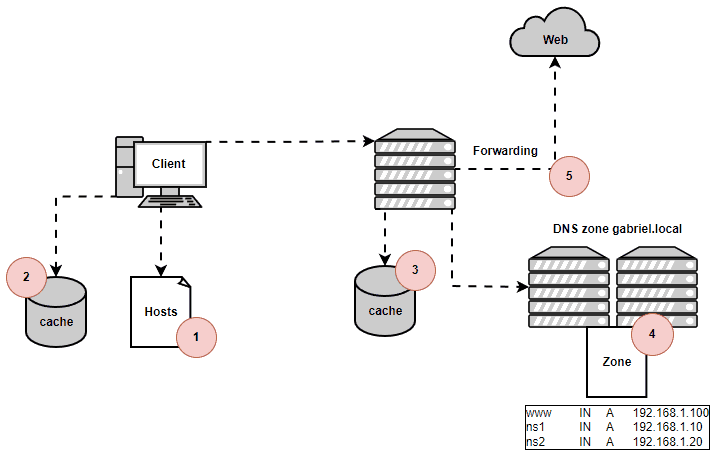 Web
Client
Forwarding
5
DNS zone gabriel.local
2
cache
Hosts
1
3
cache
4
Zone
www IN A 192.168.1.100
ns1 IN A 192.168.1.10
ns2 IN A 192.168.1.20